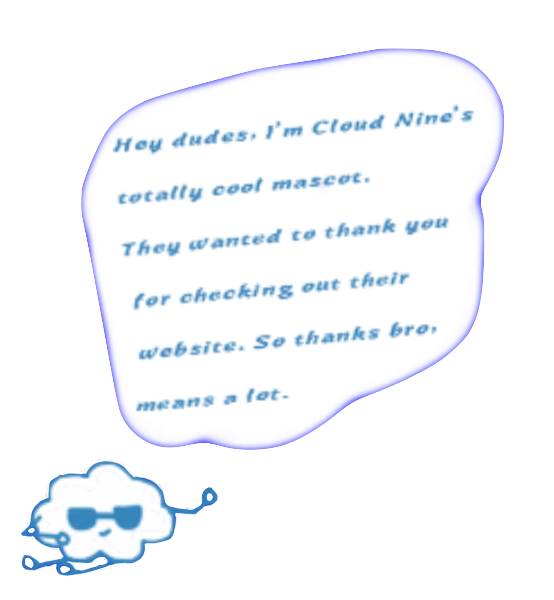 Hey dudes, I'm Cloud Nine's
totally cool mascot.
They wanted to thank you
for checking out their
website. So thanks bro,
means a lot.